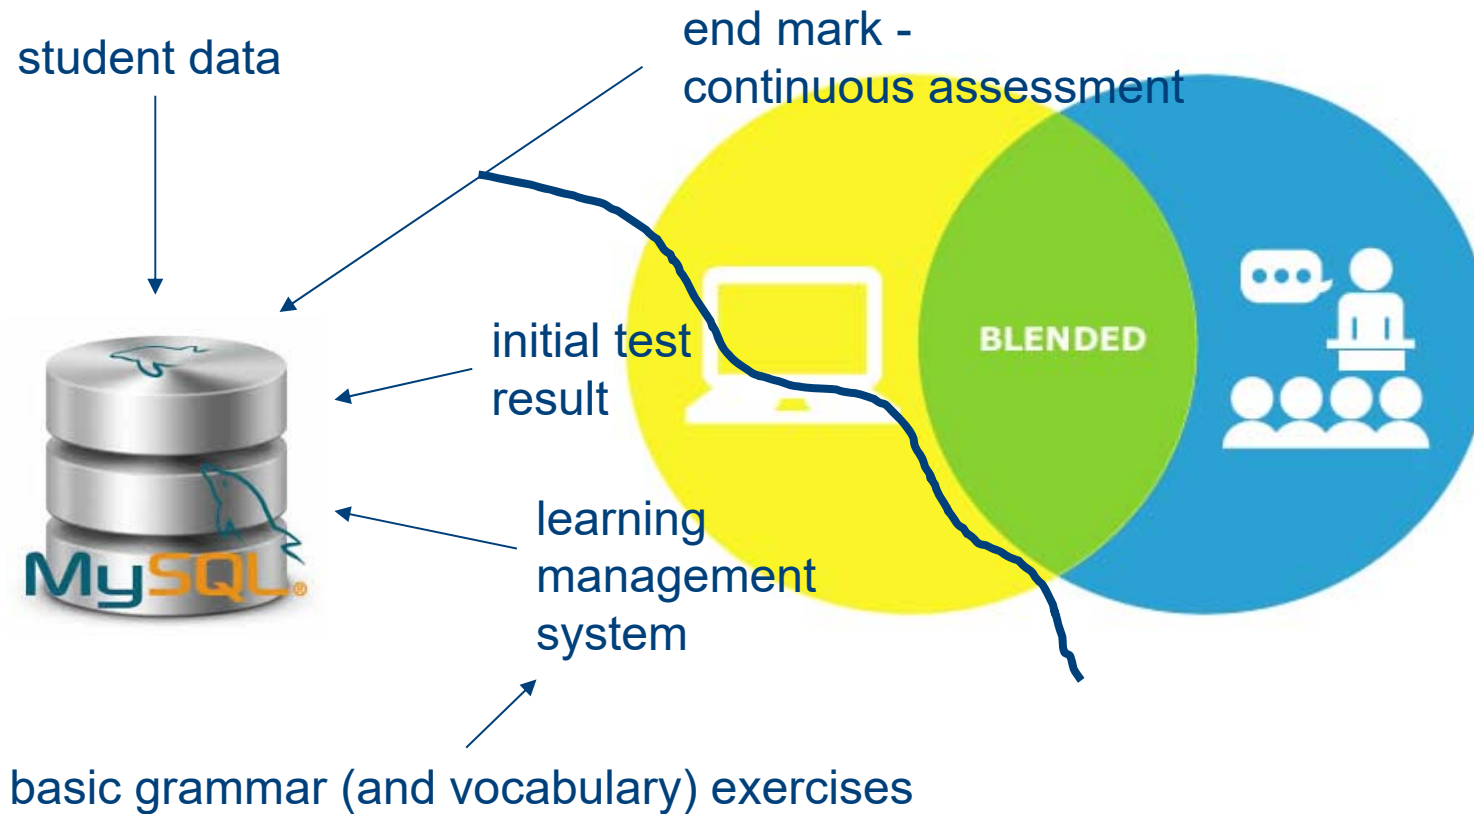 end mark -
continuous assessment
student data
initial test
result
BLENDED
learning
management
system
MySQL®
basic grammar (and vocabulary) exercises